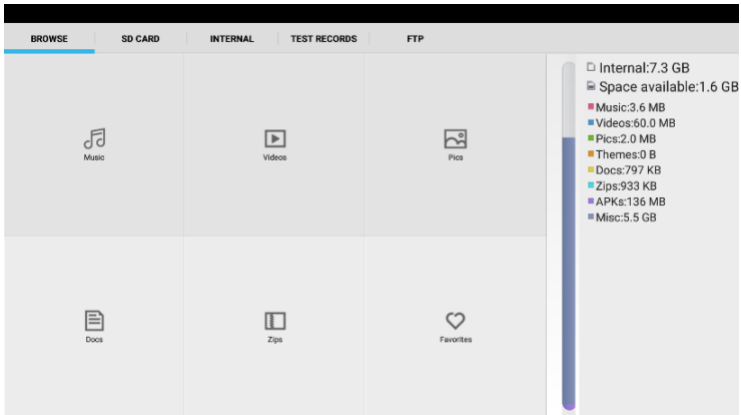 BROWSE SD CARD INTERNAL TEST RECORDS FTP
Music Videos Pics
Docs Zips Favorites
Internal:7.3 GB
Space available:1.6 GB
Music:3.6 MB
Videos:60.0 MB
Pics:2.0 MB
Themes:0 B
Docs:797 KB
Zips:933 KB
APKs:136 MB
Misc:5.5 GB